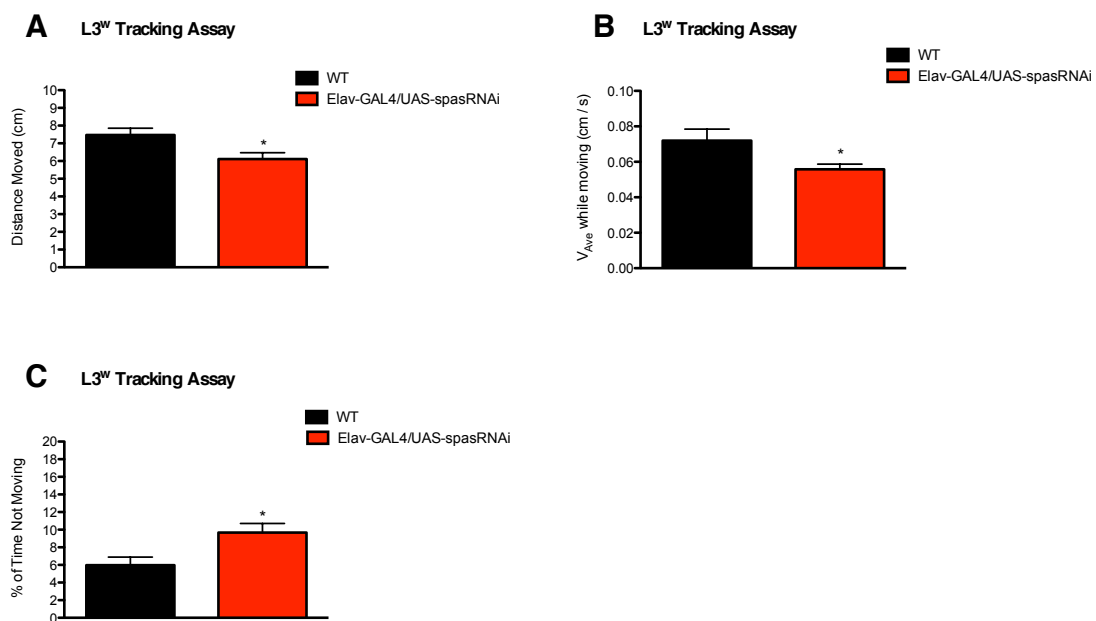 A L3ʷ Tracking Assay
WT
Elav-GAL4/UAS-spasRNAi
Distance Moved (cm)
10
9
8
7
6
5
4
3
2
1
0
*
B L3ʷ Tracking Assay
WT
Elav-GAL4/UAS-spasRNAi
V_Ave while moving (cm / s)
0.10
0.08
0.06
0.04
0.02
0.00
*
C L3ʷ Tracking Assay
WT
Elav-GAL4/UAS-spasRNAi
% of Time Not Moving
20
18
16
14
12
10
8
6
4
2
0
*